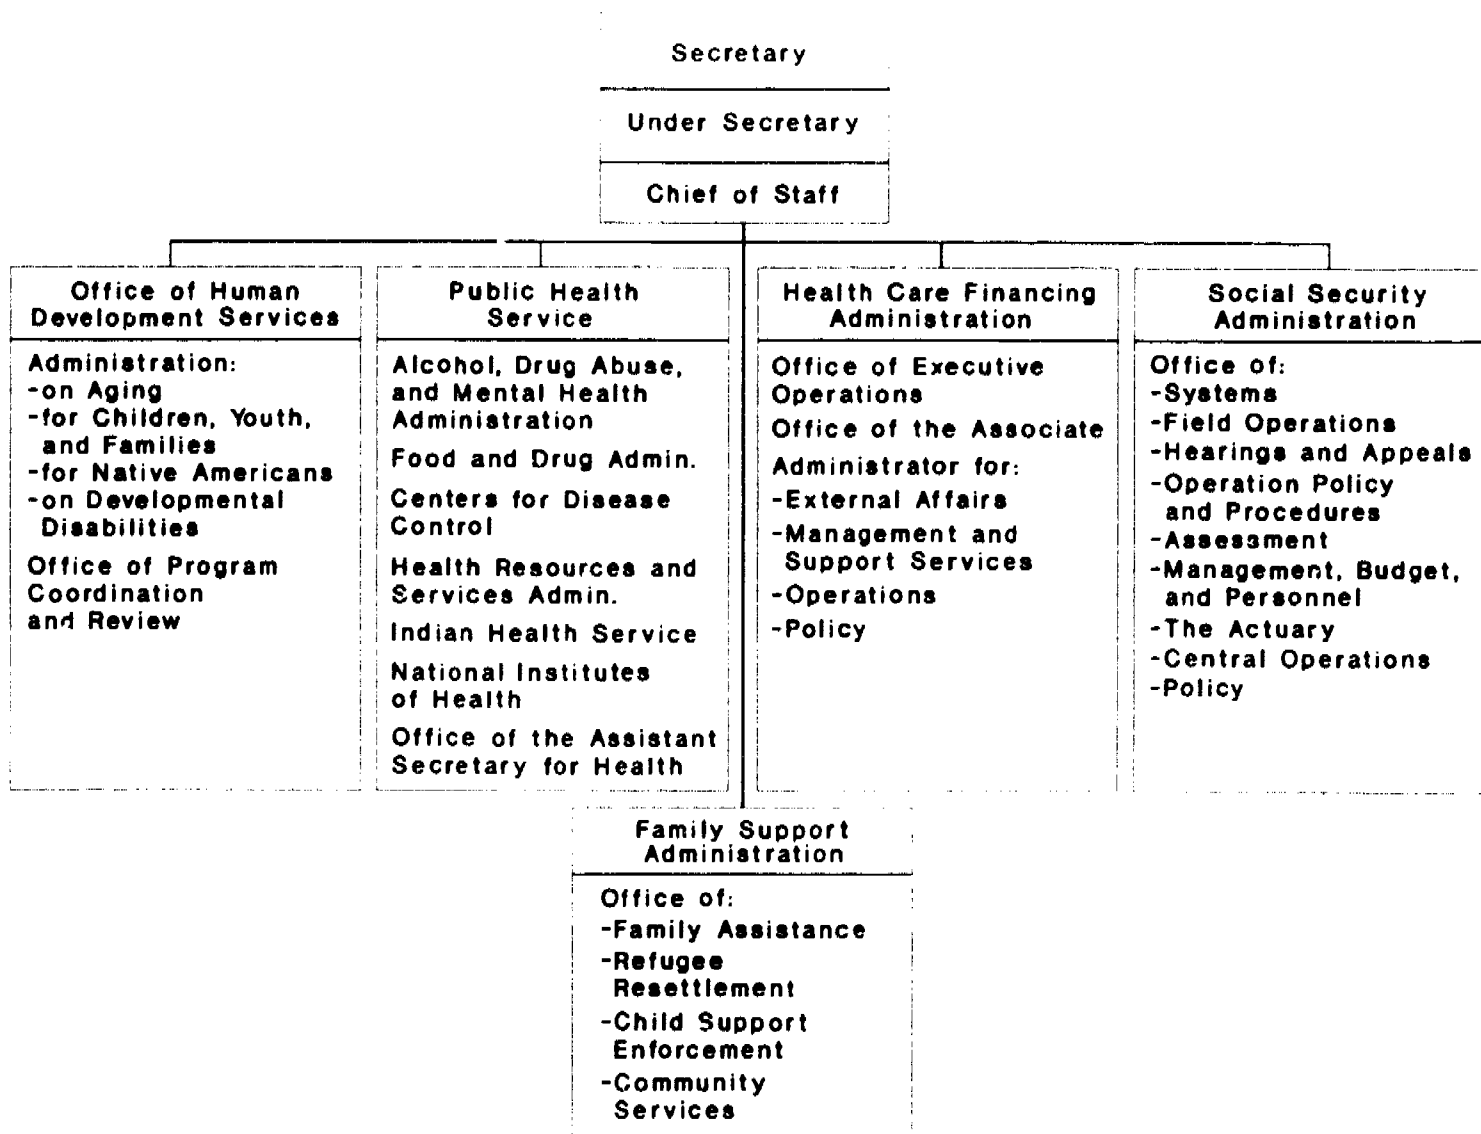 Secretary
Under Secretary
Chief of Staff
Office of Human
Development Services
Administration:
-on Aging
-for Children, Youth,
and Families
-for Native Americans
-on Developmental
Disabilities
Office of Program
Coordination
and Review
Public Health
Service
Alcohol, Drug Abuse,
and Mental Health
Administration
Food and Drug Admin.
Centers for Disease
Control
Health Resources and
Services Admin.
Indian Health Service
National Institutes
of Health
Office of the Assistant
Secretary for Health
Health Care Financing
Administration
Office of Executive
Operations
Office of the Associate
Administrator for:
-External Affairs
-Management and
Support Services
-Operations
-Policy
Social Security
Administration
Office of:
-Systems
-Field Operations
-Hearings and Appeals
-Operation Policy
and Procedures
-Assessment
-Management, Budget,
and Personnel
-The Actuary
-Central Operations
-Policy
Family Support
Administration
Office of:
-Family Assistance
-Refugee
Resettlement
-Child Support
Enforcement
-Community
Services